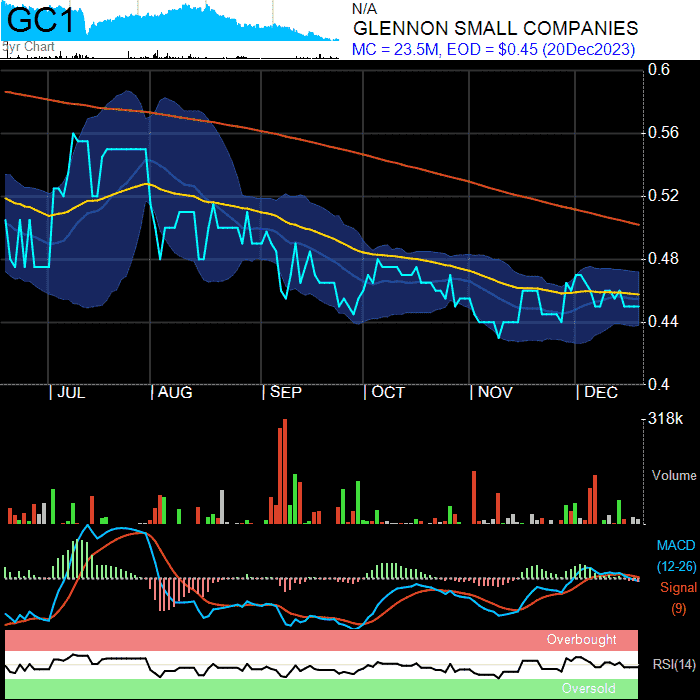 GC1
5yr Chart
N/A
GLENNON SMALL COMPANIES
MC = 23.5M, EOD = $0.45 (20Dec2023)
0.6
0.56
0.52
0.48
0.44
0.4
JUL AUG SEP OCT NOV DEC
318k
Volume
MACD
(12-26)
Signal
(9)
Overbought
RSI(14)
Oversold